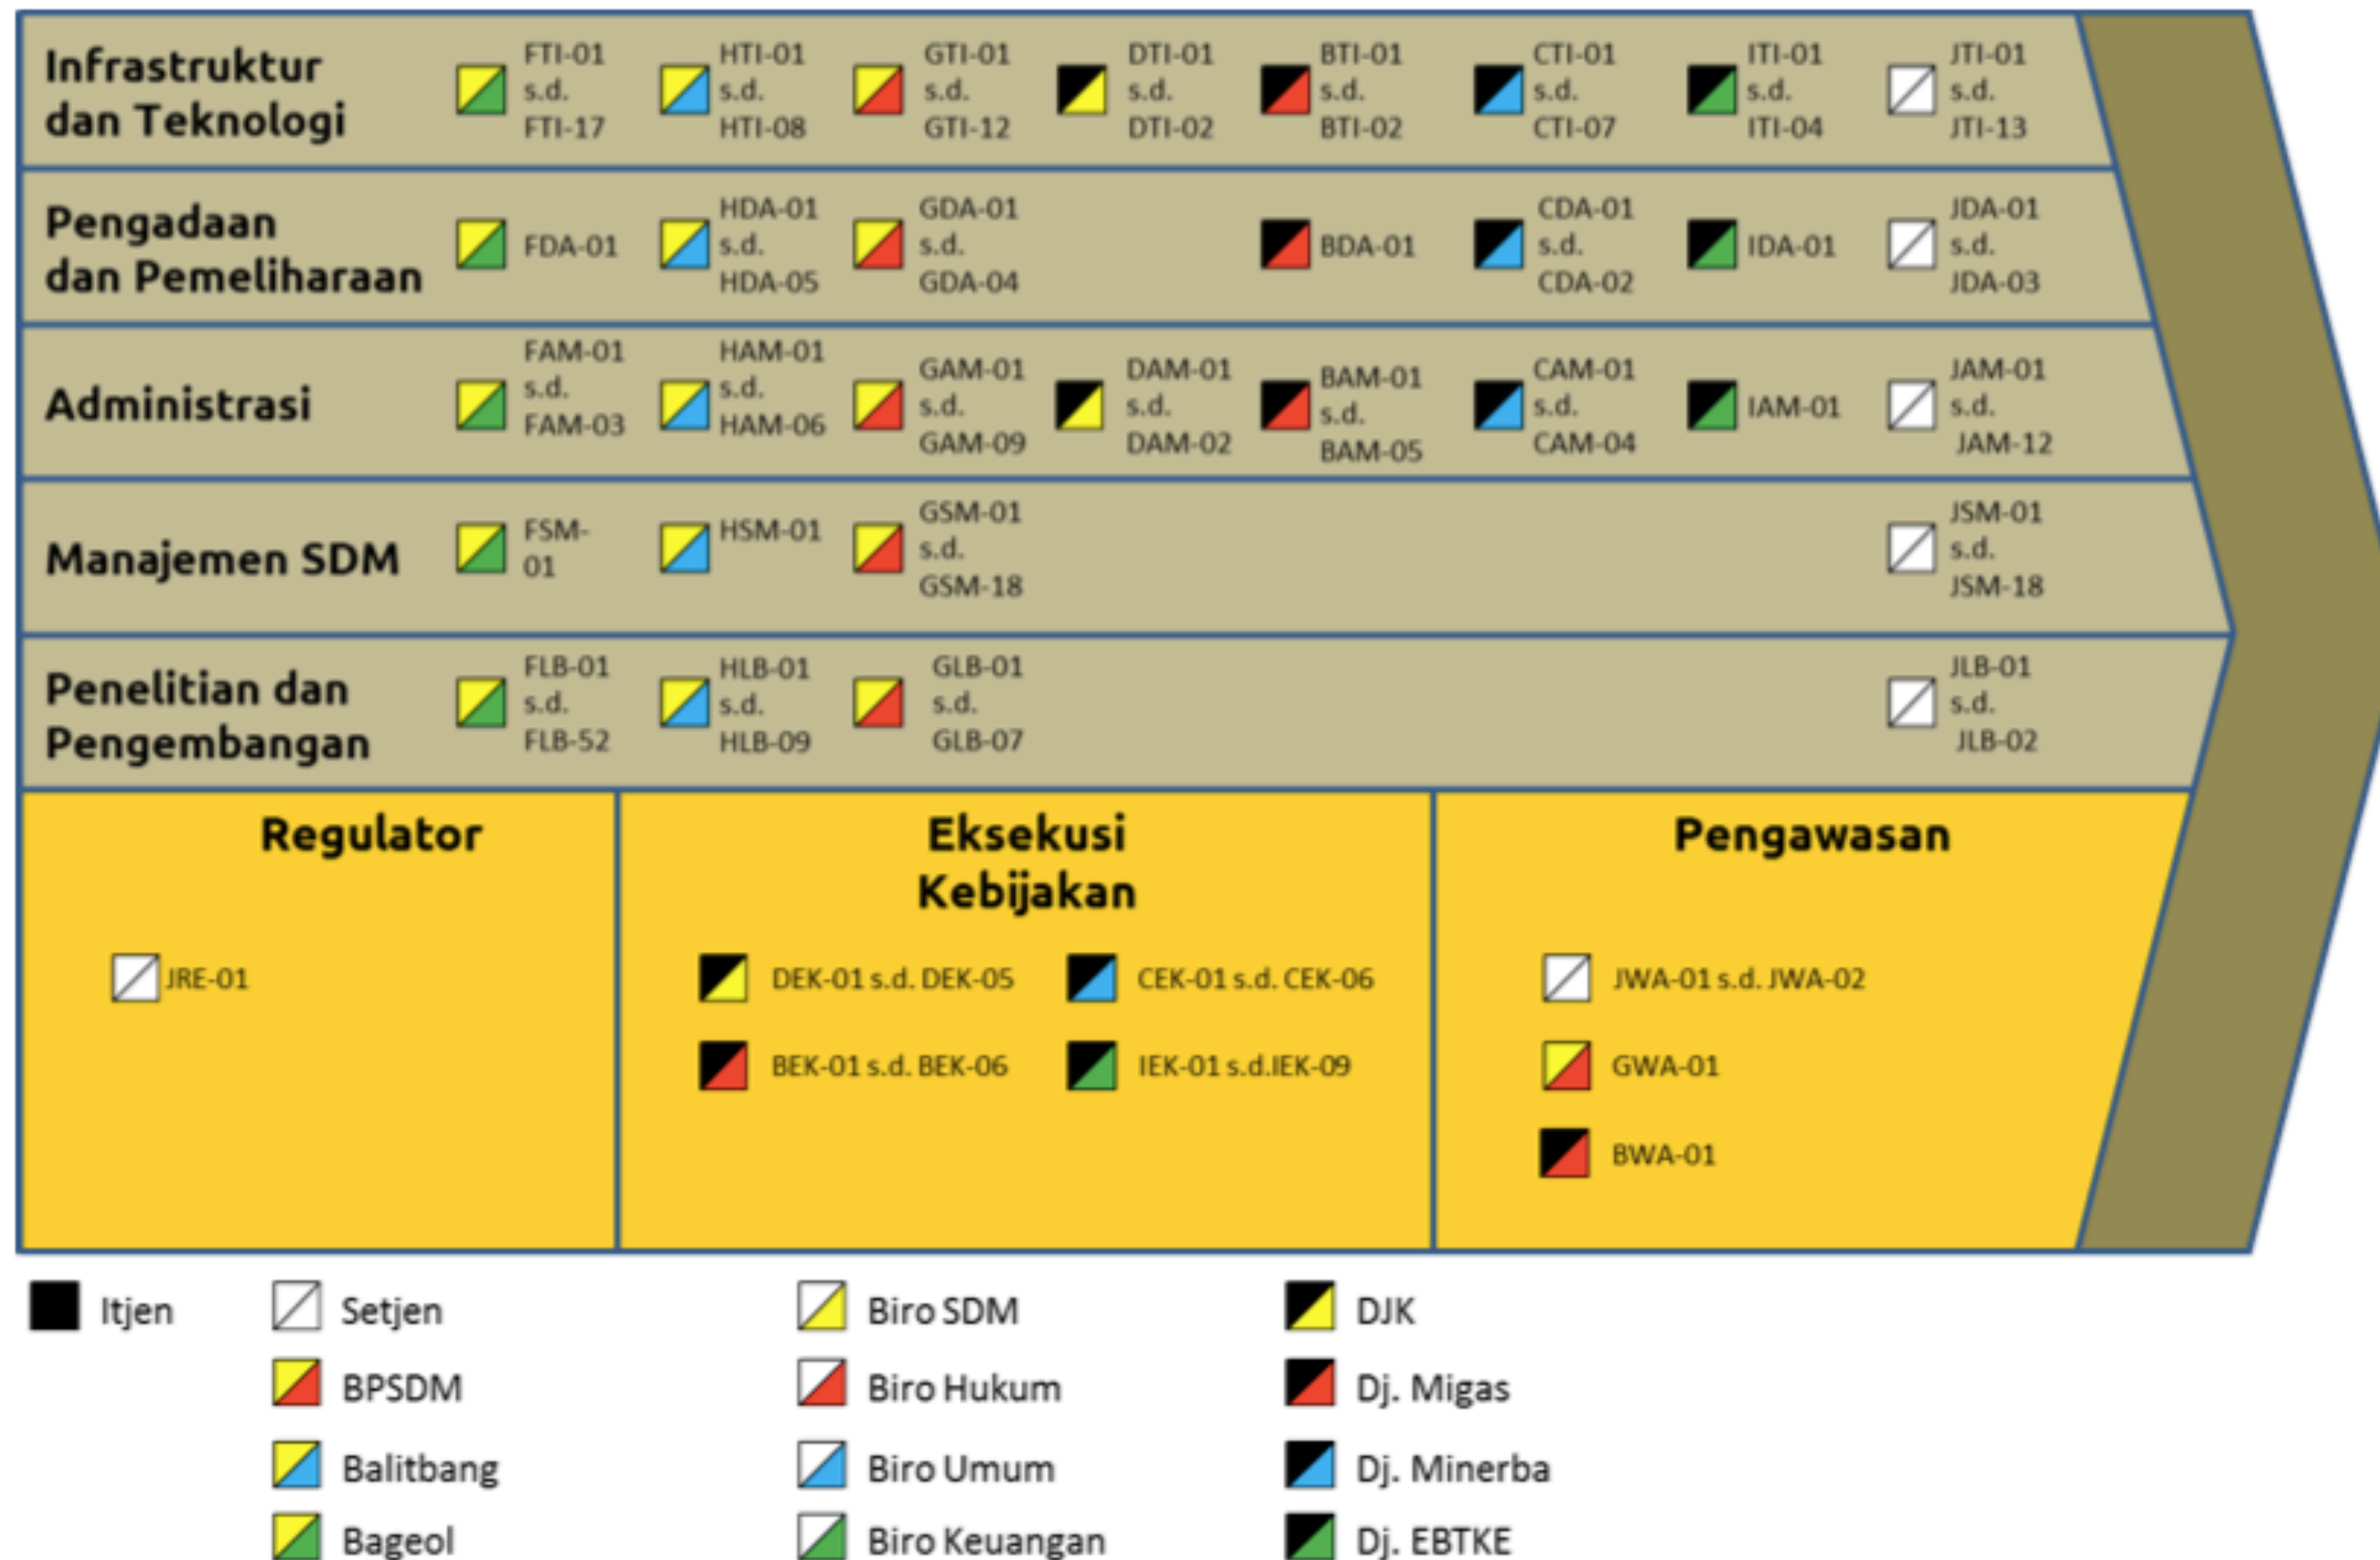 Infrastruktur
dan Teknologi
FTI-01
s.d.
FTI-17
HTI-01
s.d.
HTI-08
GTI-01
s.d.
GTI-12
DTI-01
s.d.
DTI-02
BTI-01
s.d.
BTI-02
CTI-01
s.d.
CTI-07
ITI-01
s.d.
ITI-04
JTI-01
s.d.
JTI-13
Pengadaan
dan Pemeliharaan
FDA-01
HDA-01
s.d.
HDA-05
GDA-01
s.d.
GDA-04
BDA-01
CDA-01
s.d.
CDA-02
IDA-01
JDA-01
s.d.
JDA-03
Administrasi
FAM-01
s.d.
FAM-03
HAM-01
s.d.
HAM-06
GAM-01
s.d.
GAM-09
DAM-01
s.d.
DAM-02
BAM-01
s.d.
BAM-05
CAM-01
s.d.
CAM-04
IAM-01
JAM-01
s.d.
JAM-12
Manajemen SDM
FSM-
01
HSM-01
GSM-01
s.d.
GSM-18
JSM-01
s.d.
JSM-18
Penelitian dan
Pengembangan
FLB-01
s.d.
FLB-52
HLB-01
s.d.
HLB-09
GLB-01
s.d.
GLB-07
JLB-01
s.d.
JLB-02
Regulator
JRE-01
Eksekusi
Kebijakan
DEK-01 s.d. DEK-05
CEK-01 s.d. CEK-06
BEK-01 s.d. BEK-06
IEK-01 s.d.IEK-09
Pengawasan
JWA-01 s.d. JWA-02
GWA-01
BWA-01
Itjen
Setjen
Biro SDM
DJK
BPSDM
Biro Hukum
Dj. Migas
Balitbang
Biro Umum
Dj. Minerba
Bageol
Biro Keuangan
Dj. EBTKE